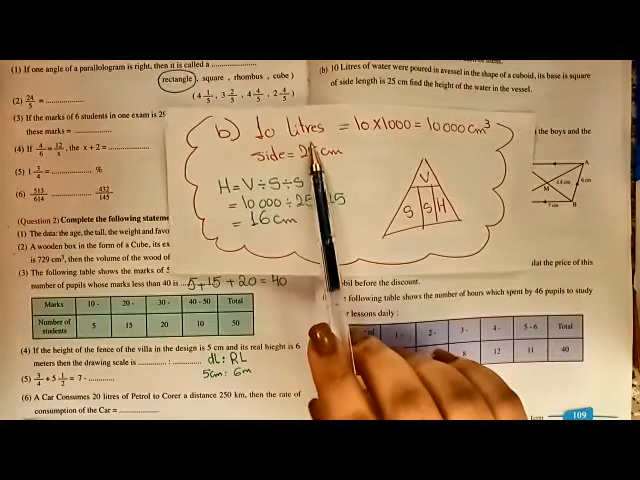 (1) If one angle of a parallologram is right, then it is called a
rectangle , square , rhombus , cube )
(2) 24/5 =
( 4 1/5 , 3 2/5 , 4 4/5 , 2 4/5 )
(3) If the marks of 6 students in one exam is 25
these marks =
(4) If 4/6 = 12/x , the x + 2 =
(5) 1 3/4 = %
(6) 513/614 432/145
(Question 2) Complete the following stateme
(1) The data: the age, the tall, the weight and favo
(2) A wooden box in the form of a Cube, its e
is 729 cm³, then the volume of the wood o
(3) The following table shows the marks of 5
number of pupils whose marks less than 40 is 5+15+20=40
Marks 10 - 20 - 30 - 40 - 50 Total
Number of students 5 15 20 10 50
(4) If the height of the fence of the villa in the design is 5 cm and its real hieght is 6
meters then the drawing scale is : dL : RL
5cm : 6m
(5) 3/4 + 5 1/2 = 7 -
(6) A Car Consumes 20 litres of Petrol to Corer a distance 250 km, then the rate of
consumption of the Car =
(b) 10 Litres of water were poured in avessel in the shape of a cuboid, its base is square
of side length is 25 cm find the height of water in the vessel.
b) 10 litres = 10 X 1000 = 10 000 cm³
side = cm
H = V ÷ S ÷ S
= 10 000 ÷ 25
= 16 cm
V
S S H
the boys and the
A
M 3.8 cm 6 cm
7 cm B
lat the price of this
bil before the discount.
following table shows the number of hours which spent by 46 pupils to study
lessons daily :
of 1 - 2 - 3 - 4 - 5 - 6 Total
8 12 11 40
109